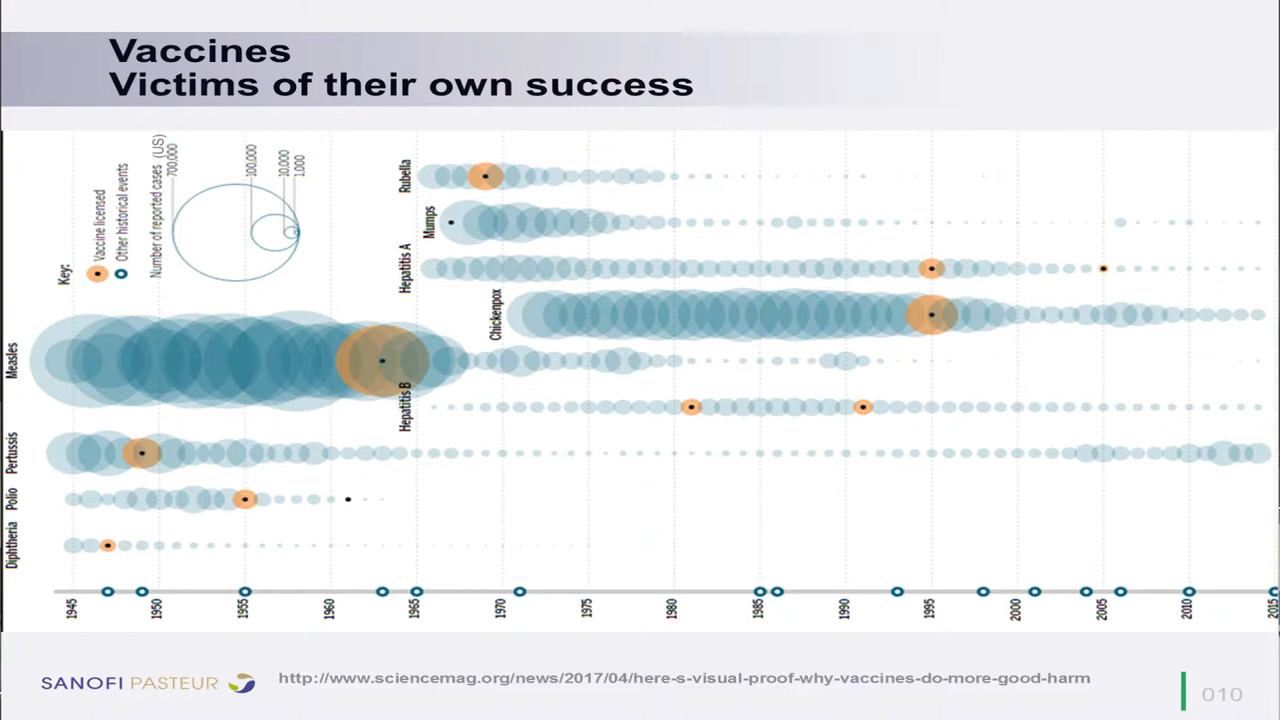 Vaccines
Victims of their own success
Key:
Vaccine licensed
Other historical events
Number of reported cases (US)
700,000
100,000
10,000
1,000
Rubella
Mumps
Hepatitis A
Chickenpox
Measles
Hepatitis B
Pertussis
Polio
Diphtheria
1945
1950
1955
1960
1965
1970
1975
1980
1985
1990
1995
2000
2005
2010
2015
SANOFI PASTEUR
http://www.sciencemag.org/news/2017/04/here-s-visual-proof-why-vaccines-do-more-good-harm
010